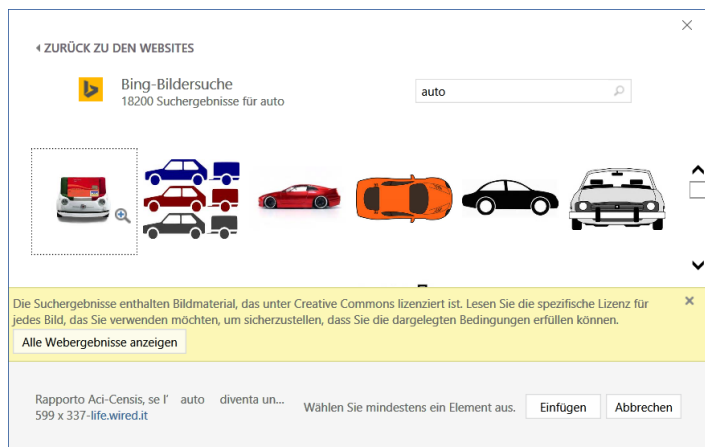 ZURÜCK ZU DEN WEBSITES
Bing-Bildersuche
18200 Suchergebnisse für auto
auto
Die Suchergebnisse enthalten Bildmaterial, das unter Creative Commons lizenziert ist. Lesen Sie die spezifische Lizenz für
jedes Bild, das Sie verwenden möchten, um sicherzustellen, dass Sie die dargelegten Bedingungen erfüllen können.
Alle Webergebnisse anzeigen
Rapporto Aci-Censis, se l' auto diventa un...
599 x 337-life.wired.it
Wählen Sie mindestens ein Element aus.
Einfügen
Abbrechen